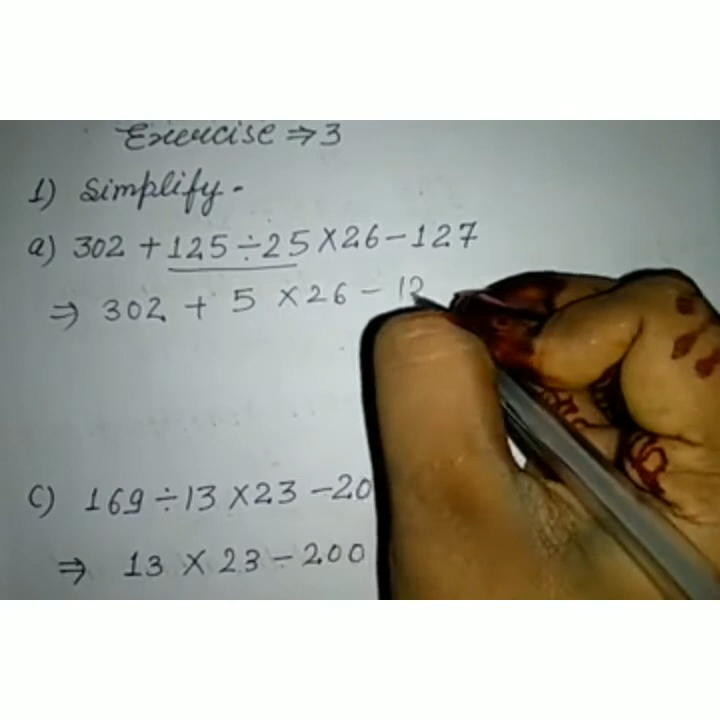 Exercise ⇒ 3
1) Simplify -
a) 302 + 125 ÷ 25 × 26 - 127
⇒ 302 + 5 × 26 - 12
c) 169 ÷ 13 × 23 - 20
⇒ 13 × 23 - 200